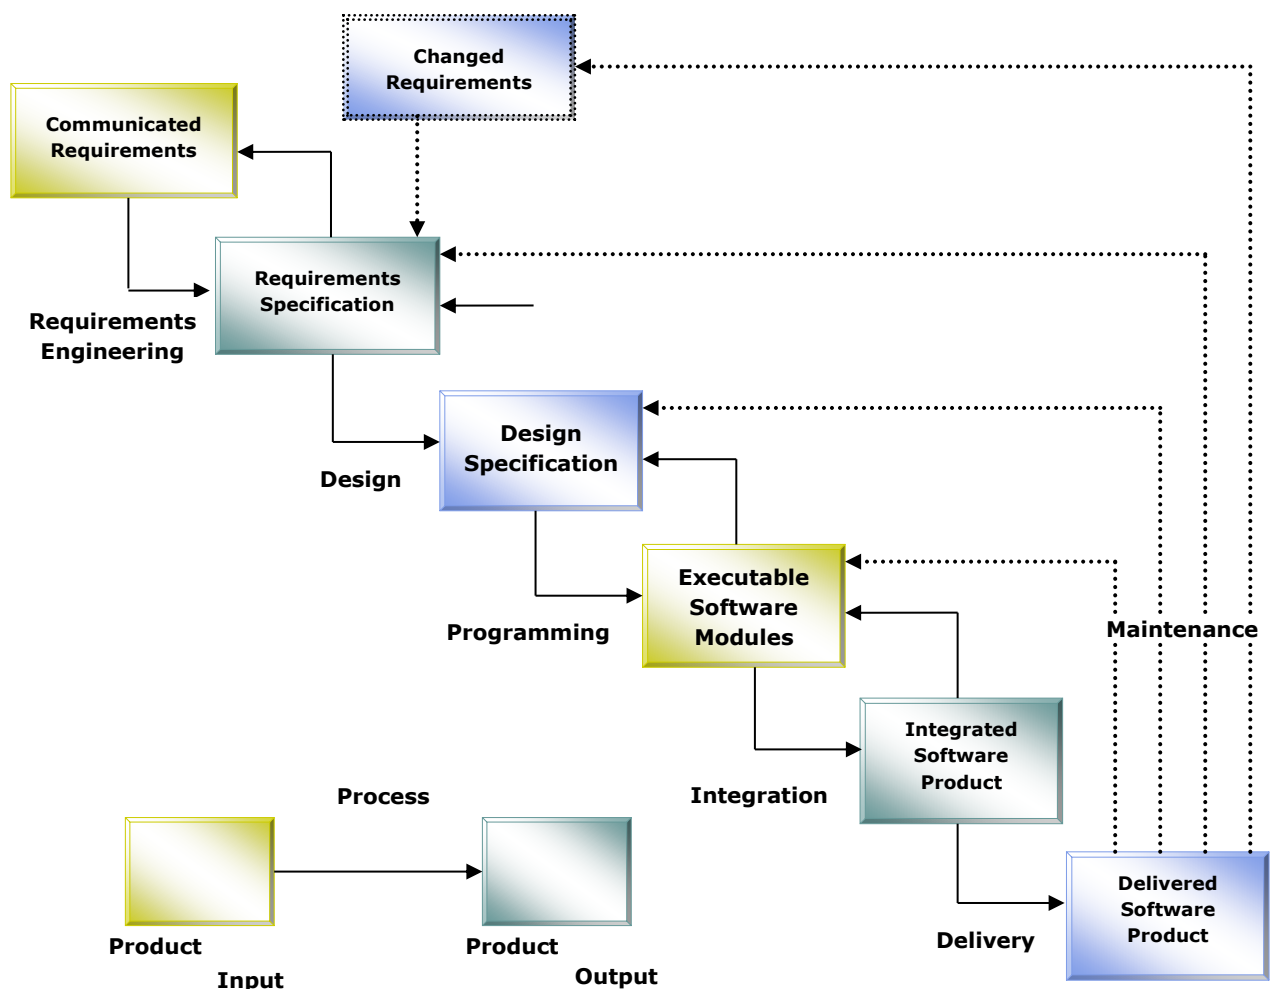 Changed
Requirements
Communicated
Requirements
Requirements
Specification
Requirements
Engineering
Design
Specification
Design
Executable
Software
Modules
Programming
Maintenance
Integrated
Software
Product
Integration
Process
Delivered
Software
Product
Delivery
Product
Input
Product
Output